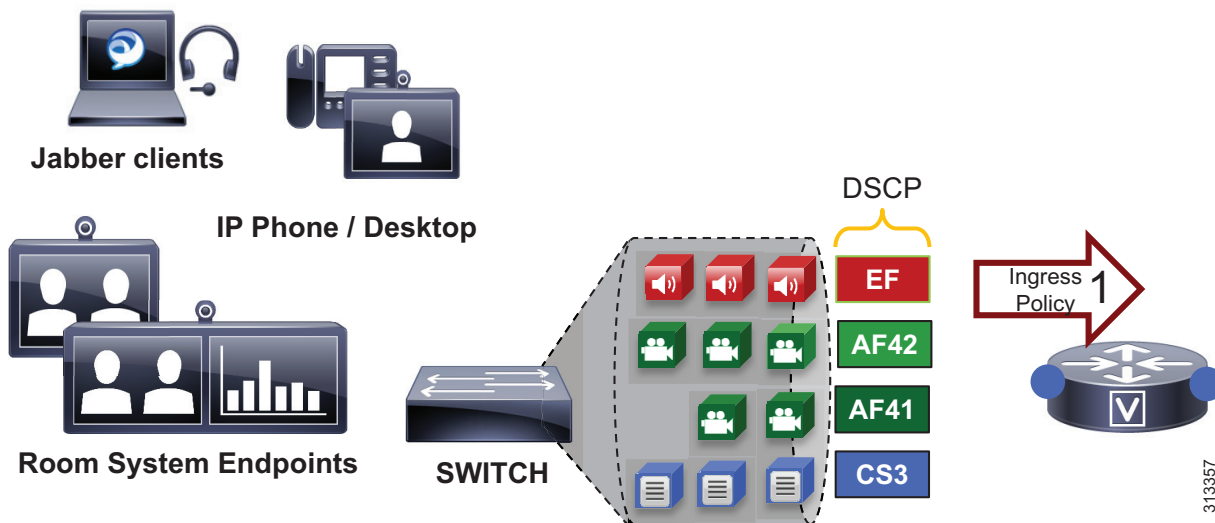 Jabber clients
IP Phone / Desktop
Room System Endpoints
SWITCH
DSCP
EF
AF42
AF41
CS3
Ingress
Policy
1
V
313357